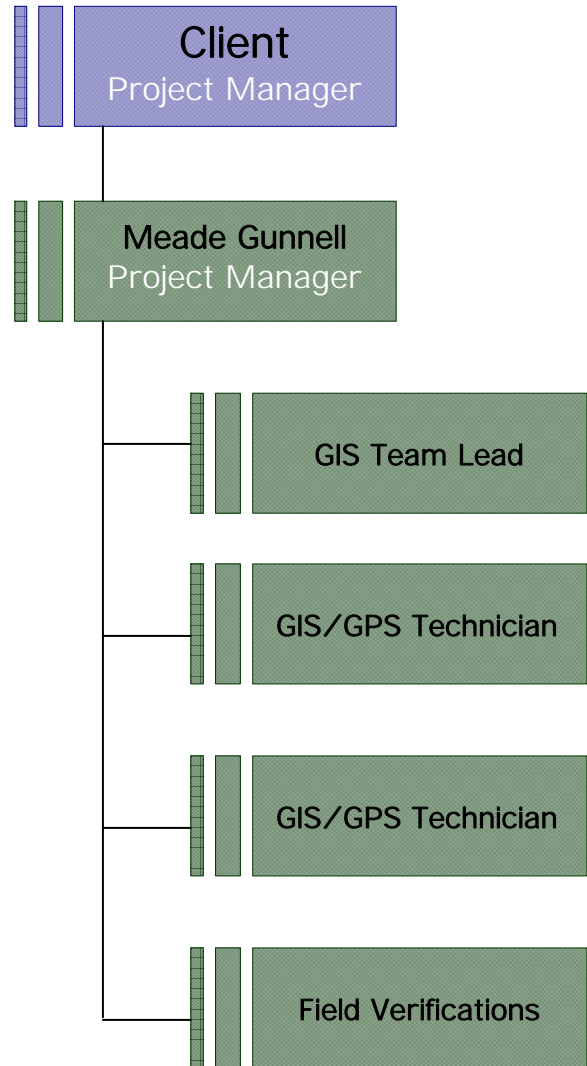 Client
Project Manager
Meade Gunnell
Project Manager
GIS Team Lead
GIS/GPS Technician
GIS/GPS Technician
Field Verifications